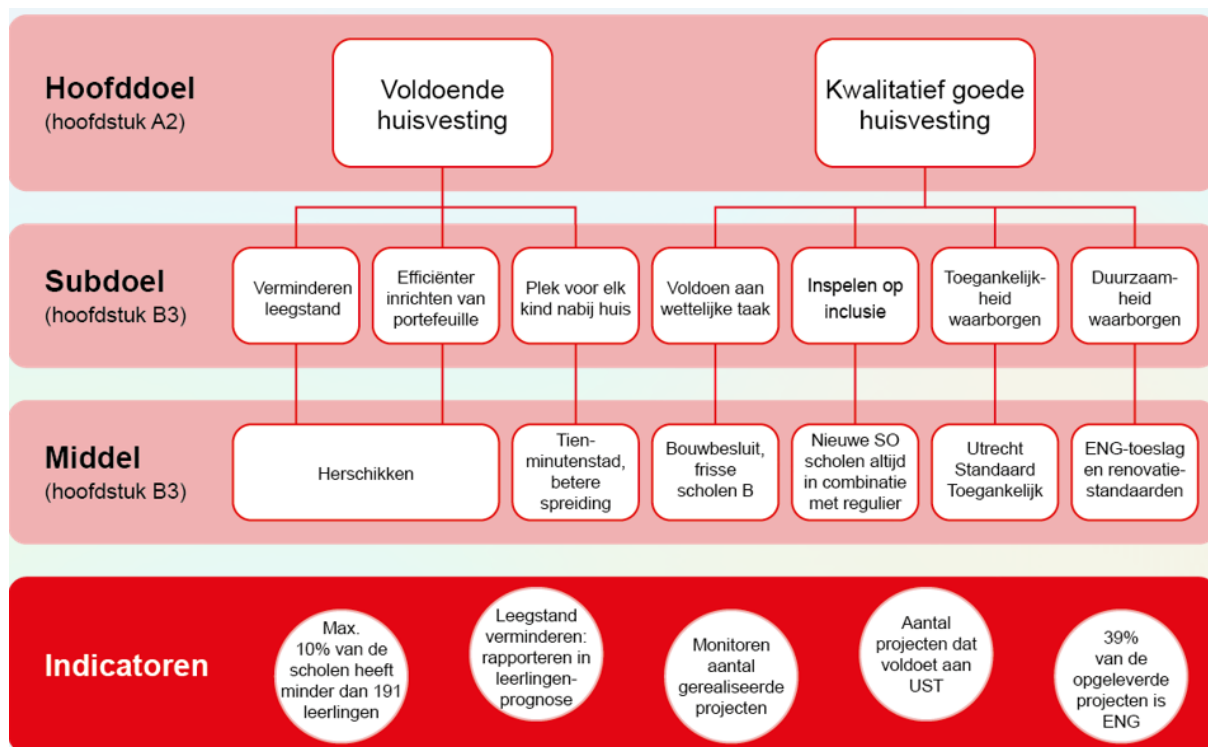 Hoofddoel
(hoofdstuk A2)
Voldoende
huisvesting
Kwalitatief goede
huisvesting
Subdoel
(hoofdstuk B3)
Verminderen
leegstand
Efficiënter
inrichten van
portefeuille
Plek voor elk
kind nabij huis
Voldoen aan
wettelijke taak
Inspelen op
inclusie
Toegankelijk-
heid
waarborgen
Duurzaam-
heid
waarborgen
Middel
(hoofdstuk B3)
Herschikken
Tien-
minutenstad,
betere
spreiding
Bouwbesluit,
frisse
scholen B
Nieuwe SO
scholen altijd
in combinatie
met regulier
Utrecht
Standaard
Toegankelijk
ENG-toeslag
en renovatie-
standaarden
Indicatoren
Max.
10% van de
scholen heeft
minder dan 191
leerlingen
Leegstand
verminderen:
rapporteren in
leerlingen-
prognose
Monitoren
aantal
gerealiseerde
projecten
Aantal
projecten dat
voldoet aan
UST
39%
van de
opgeleverde
projecten is
ENG